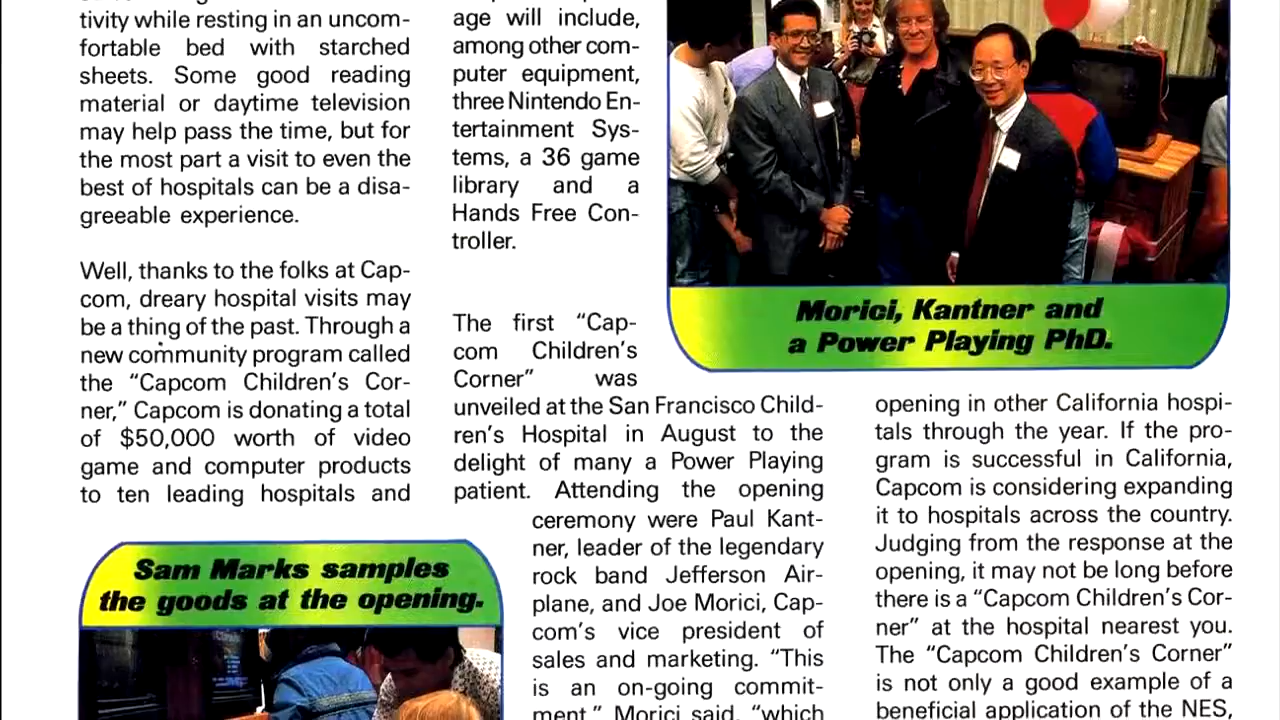 tivity while resting in an uncom-
fortable bed with starched
sheets. Some good reading
material or daytime television
may help pass the time, but for
the most part a visit to even the
best of hospitals can be a disa-
greeable experience.
Well, thanks to the folks at Cap-
com, dreary hospital visits may
be a thing of the past. Through a
new community program called
the “Capcom Children’s Cor-
ner,” Capcom is donating a total
of $50,000 worth of video
game and computer products
to ten leading hospitals and
Sam Marks samples
the goods at the opening.
age will include,
among other com-
puter equipment,
three Nintendo En-
tertainment Sys-
tems, a 36 game
library and a
Hands Free Con-
troller.
The first “Cap-
com Children’s
Corner” was
unveiled at the San Francisco Child-
ren’s Hospital in August to the
delight of many a Power Playing
patient. Attending the opening
ceremony were Paul Kant-
ner, leader of the legendary
rock band Jefferson Air-
plane, and Joe Morici, Cap-
com’s vice president of
sales and marketing. “This
is an on-going commit-
ment,” Morici said, “which
Morici, Kantner and
a Power Playing PhD.
opening in other California hospi-
tals through the year. If the pro-
gram is successful in California,
Capcom is considering expanding
it to hospitals across the country.
Judging from the response at the
opening, it may not be long before
there is a “Capcom Children’s Cor-
ner” at the hospital nearest you.
The “Capcom Children’s Corner”
is not only a good example of a
beneficial application of the NES,